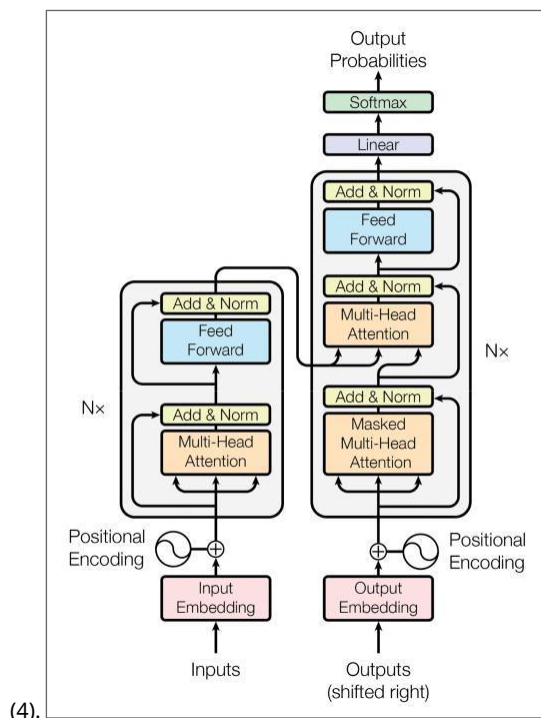 Output
Probabilities
Softmax
Linear
Add & Norm
Feed
Forward
Add & Norm
Multi-Head
Attention
Add & Norm
Masked
Multi-Head
Attention
Nx
Add & Norm
Feed
Forward
Add & Norm
Multi-Head
Attention
Nx
Positional
Encoding
Positional
Encoding
Input
Embedding
Output
Embedding
Inputs
Outputs
(shifted right)
(4).